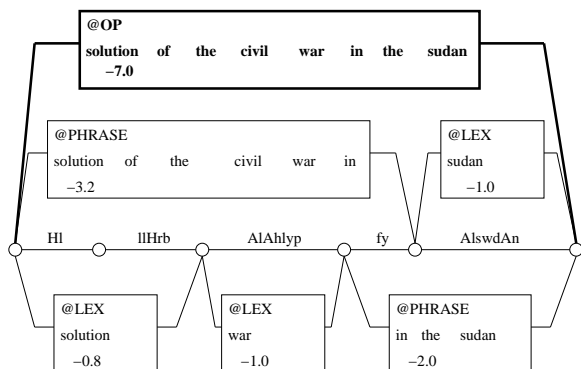 @OP
solution of the civil war in the sudan
−7.0
@PHRASE
solution of the civil war in
−3.2
@LEX
sudan
−1.0
Hl llHrb AlAhlyp fy AlswdAn
@LEX
solution
−0.8
@LEX
war
−1.0
@PHRASE
in the sudan
−2.0